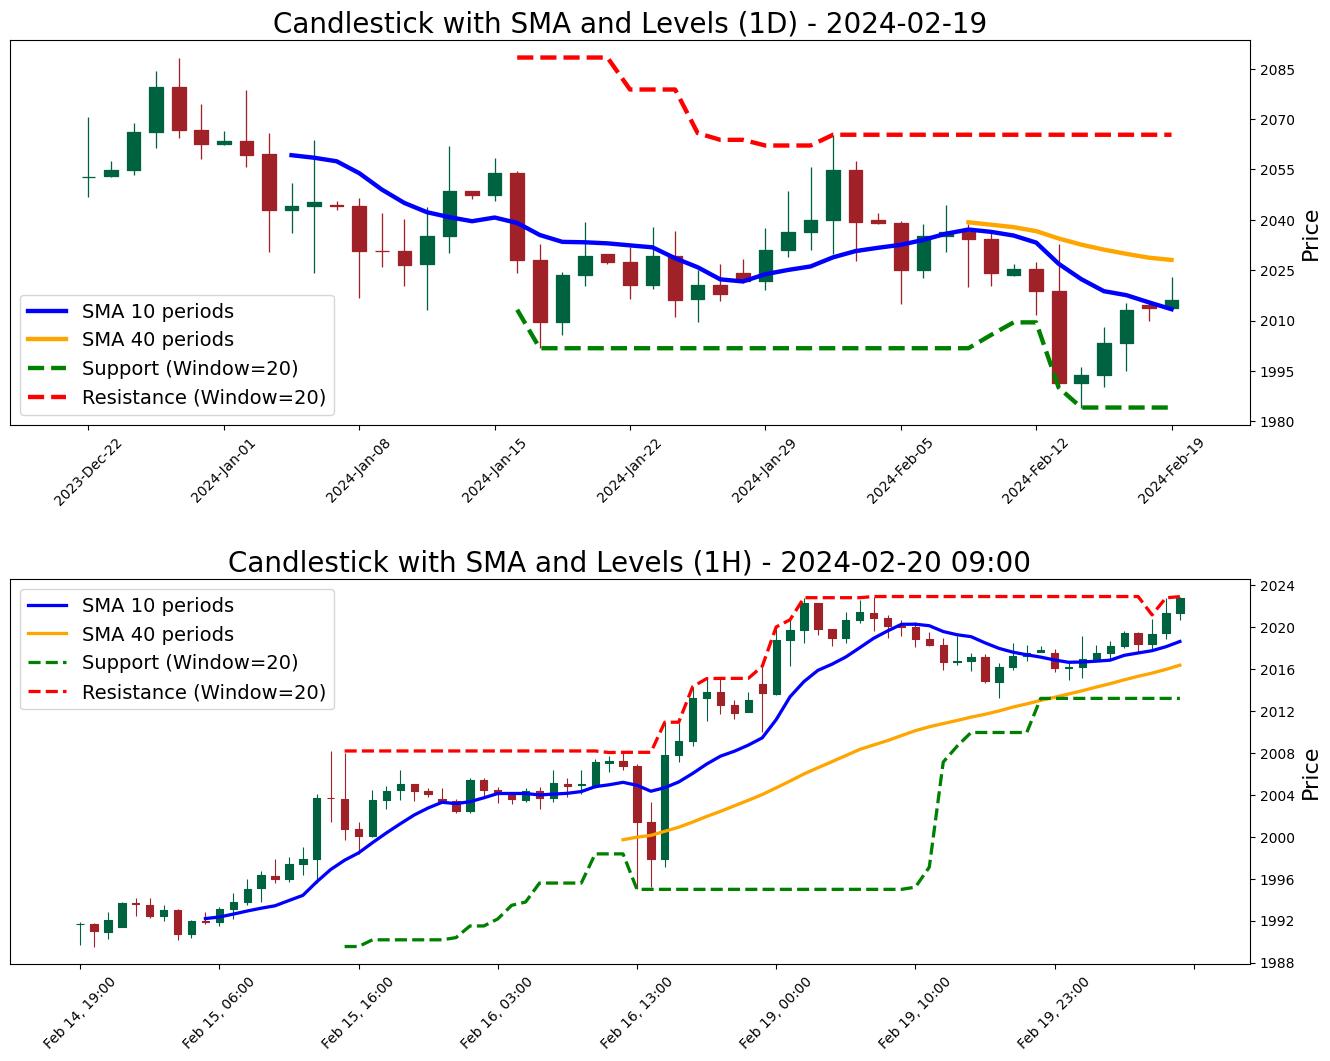 Candlestick with SMA and Levels (1D) - 2024-02-19
2085
2070
2055
2040
2025
2010
1995
1980
Price
SMA 10 periods
SMA 40 periods
Support (Window=20)
Resistance (Window=20)
2023-Dec-22
2024-Jan-01
2024-Jan-08
2024-Jan-15
2024-Jan-22
2024-Jan-29
2024-Feb-05
2024-Feb-12
2024-Feb-19
Candlestick with SMA and Levels (1H) - 2024-02-20 09:00
SMA 10 periods
SMA 40 periods
Support (Window=20)
Resistance (Window=20)
2024
2020
2016
2012
2008
2004
2000
1996
1992
1988
Price
Feb 14, 19:00
Feb 15, 06:00
Feb 15, 16:00
Feb 16, 03:00
Feb 16, 13:00
Feb 19, 00:00
Feb 19, 10:00
Feb 19, 23:00